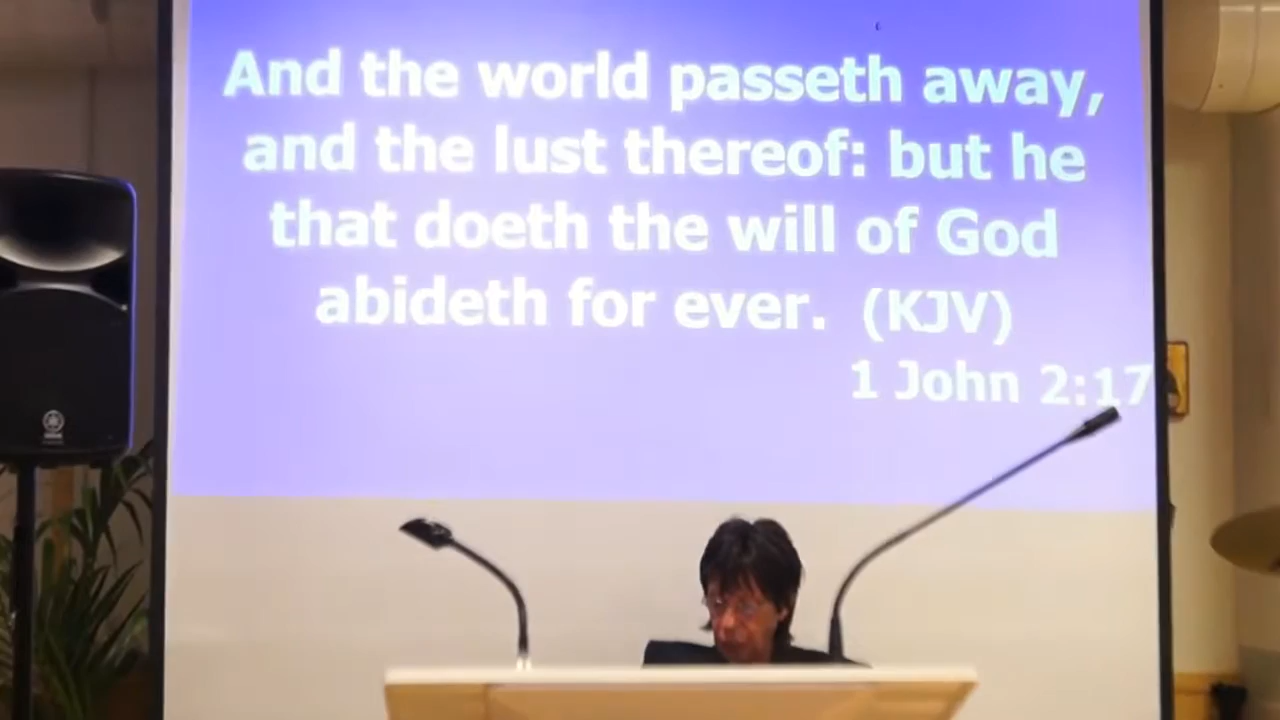 And the world passeth away,
and the lust thereof: but he
that doeth the will of God
abideth for ever. (KJV)
1 John 2:17